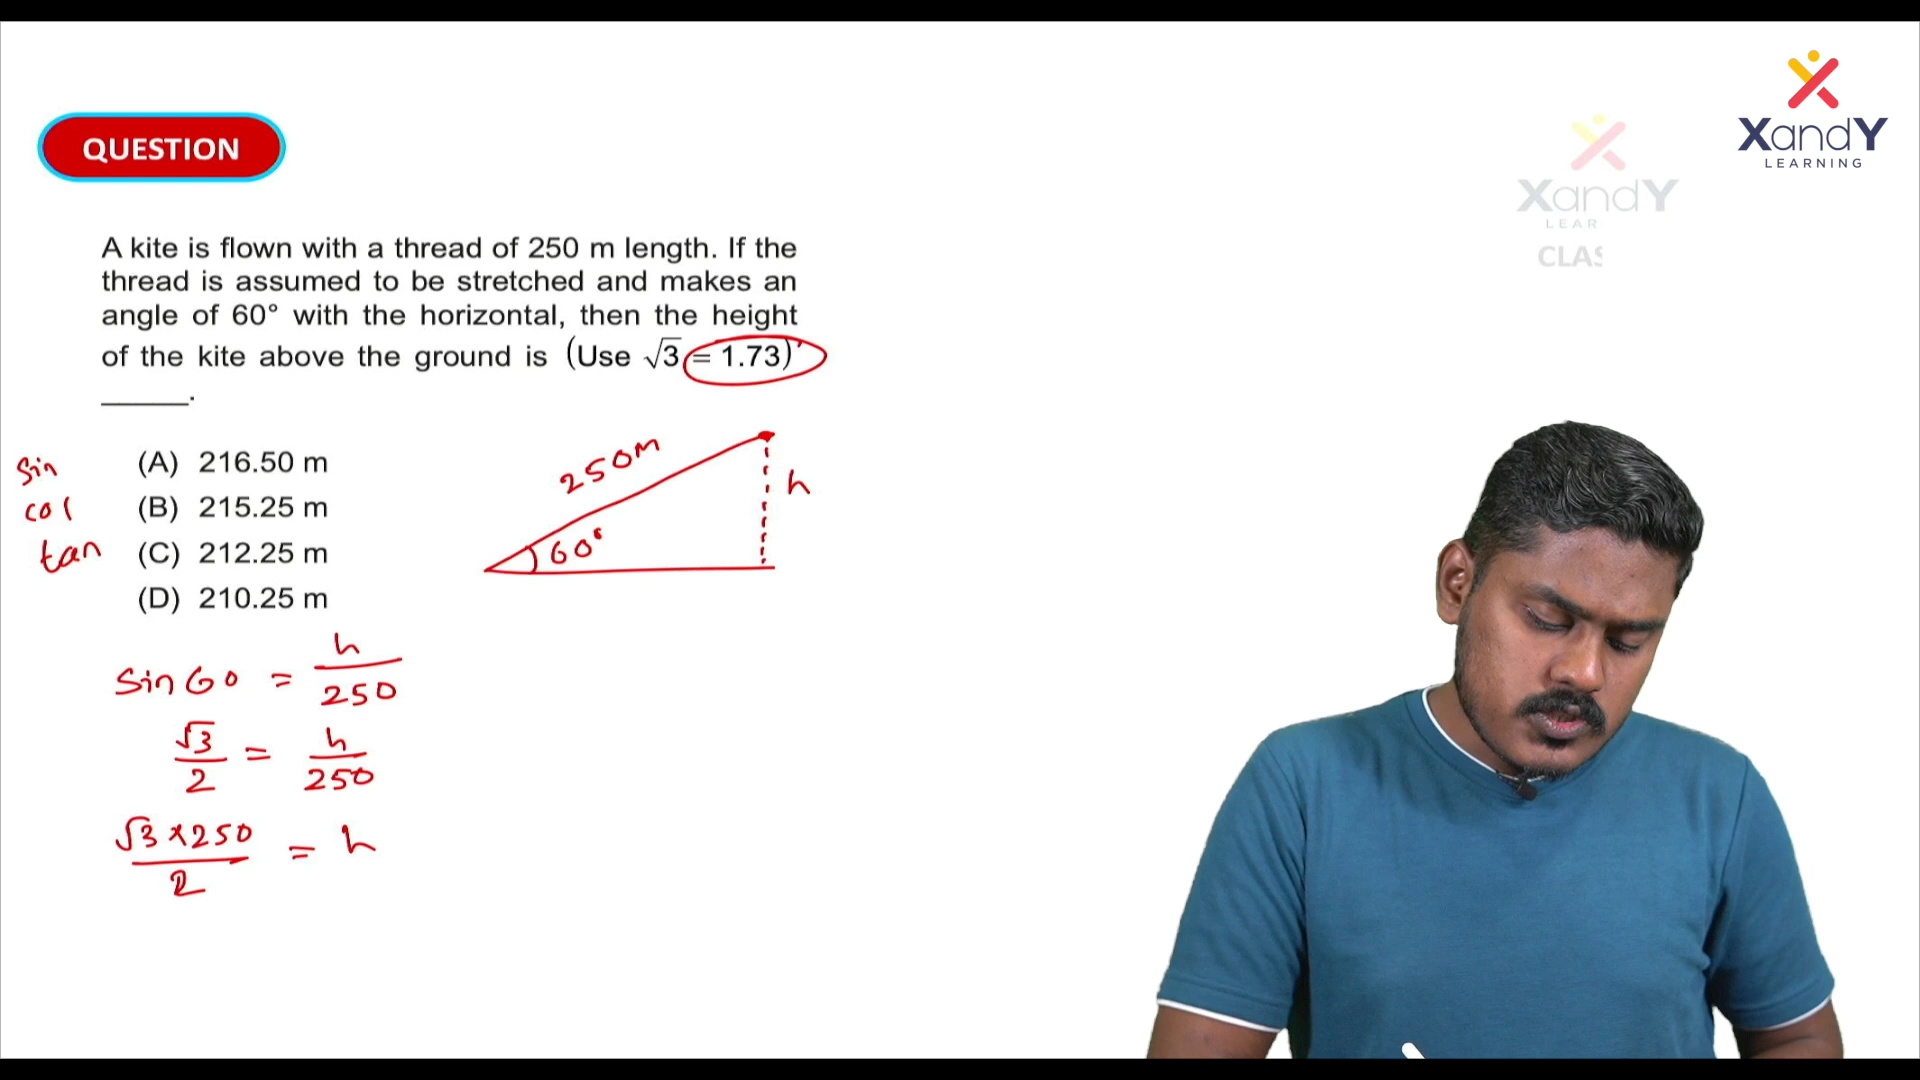 XandY
LEARNING
XandY
LEAR
CLAS
QUESTION
A kite is flown with a thread of 250 m length. If the
thread is assumed to be stretched and makes an
angle of 60° with the horizontal, then the height
of the kite above the ground is (Use √3 = 1.73)
______.
(A) 216.50 m
(B) 215.25 m
(C) 212.25 m
(D) 210.25 m
sin
cos
tan
250m
h
60°
sin 60 = h/250
√3/2 = h/250
√3×250/2 = h